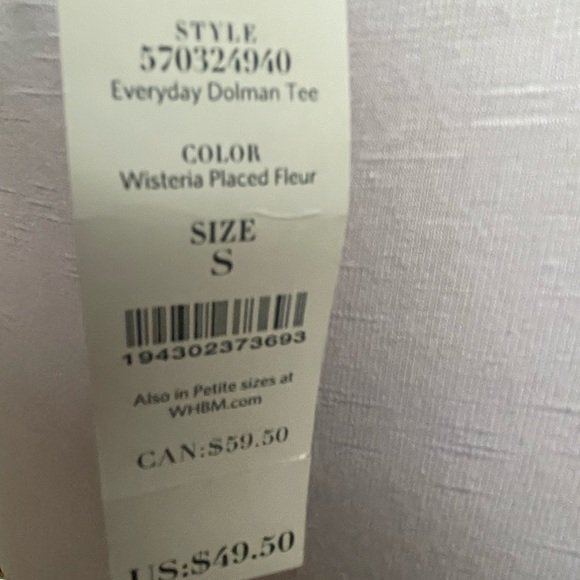 STYLE
570324940
Everyday Dolman Tee
COLOR
Wisteria Placed Fleur
SIZE
S
194302373693
Also in Petite sizes at
WHBM.com
CAN:$59.50
US:$49.50